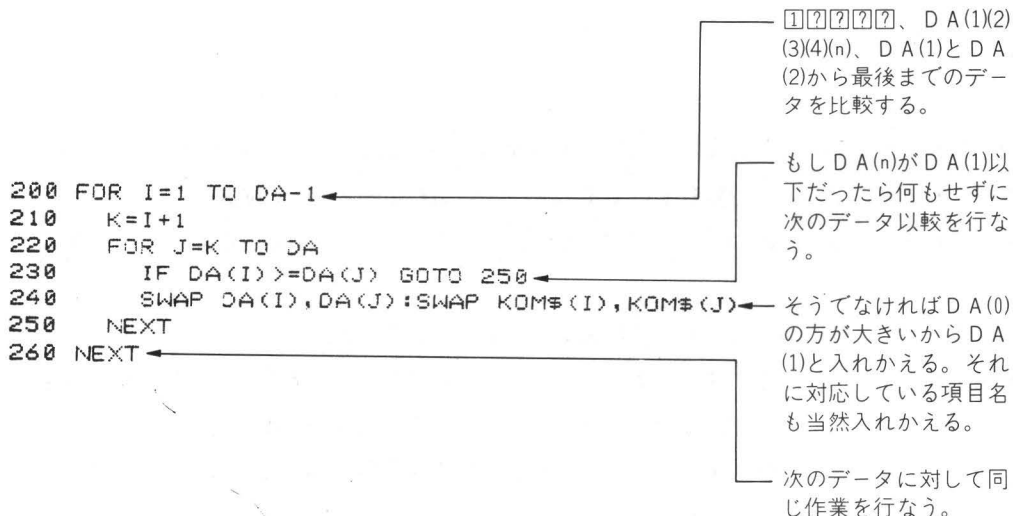 1????、DA(1)(2)
(3)(4)(n)、DA(1)とDA
(2)から最後までのデー
タを比較する。
もしDA(n)がDA(1)以
下だったら何もせずに
次のデータ以較を行な
う。
200 FOR I=1 TO DA-1
210 K=I+1
220 FOR J=K TO DA
230 IF DA(I)>=DA(J) GOTO 250
240 SWAP DA(I),DA(J):SWAP KOM$(I),KOM$(J)
250 NEXT
260 NEXT
そうでなければDA(0)
の方が大きいからDA
(1)と入れかえる。それ
に対応している項目名
も当然入れかえる。
次のデータに対して同
じ作業を行なう。